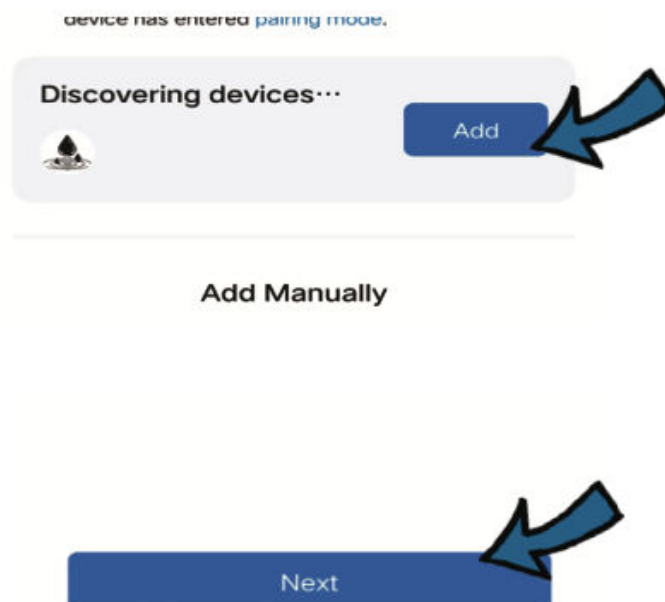 device has entered pairing mode.
Discovering devices···
Add
Add Manually
Next